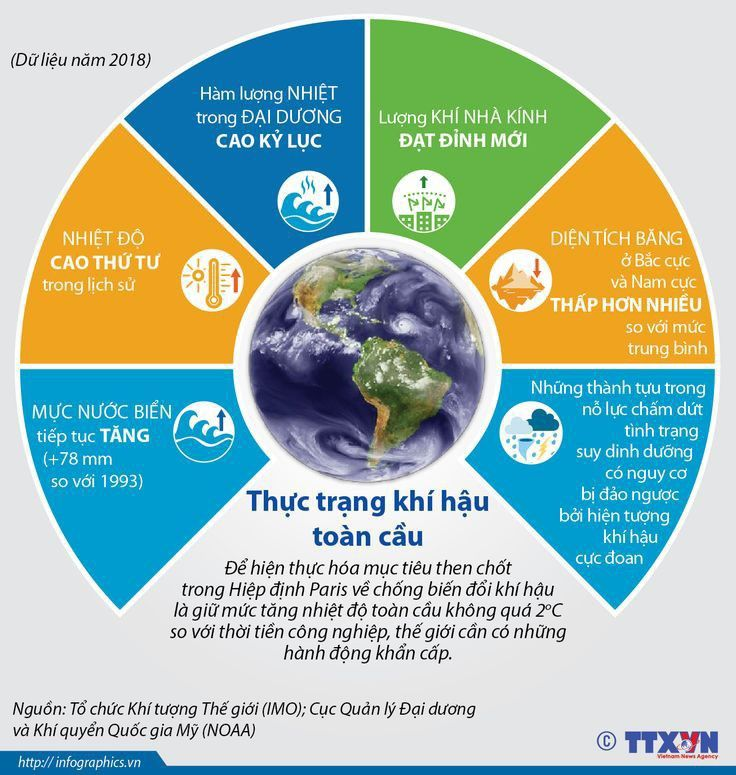 (Dữ liệu năm 2018)
Hàm lượng NHIỆT
trong ĐẠI DƯƠNG
CAO KỶ LỤC
Lượng KHÍ NHÀ KÍNH
ĐẠT ĐỈNH MỚI
NHIỆT ĐỘ
CAO THỨ TƯ
trong lịch sử
DIỆN TÍCH BĂNG
ở Bắc cực
và Nam cực
THẤP HƠN NHIỀU
so với mức
trung bình
MỰC NƯỚC BIỂN
tiếp tục TĂNG
(+78 mm
so với 1993)
Những thành tựu trong
nỗ lực chấm dứt
tình trạng
suy dinh dưỡng
có nguy cơ
bị đảo ngược
bởi hiện tượng
khí hậu
cực đoan
Thực trạng khí hậu
toàn cầu
Để hiện thực hóa mục tiêu then chốt
trong Hiệp định Paris về chống biến đổi khí hậu
là giữ mức tăng nhiệt độ toàn cầu không quá 2ºC
so với thời tiền công nghiệp, thế giới cần có những
hành động khẩn cấp.
Nguồn: Tổ chức Khí tượng Thế giới (IMO); Cục Quản lý Đại dương
và Khí quyển Quốc gia Mỹ (NOAA)
© TTXVN
Vietnam News Agency
http:// infographics.vn